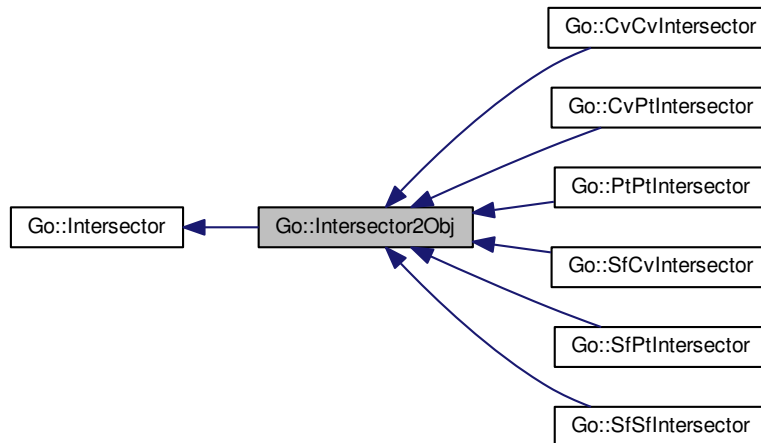 Go::CvCvIntersector
Go::CvPtIntersector
Go::PtPtIntersector
Go::Intersector
Go::Intersector2Obj
Go::SfCvIntersector
Go::SfPtIntersector
Go::SfSfIntersector